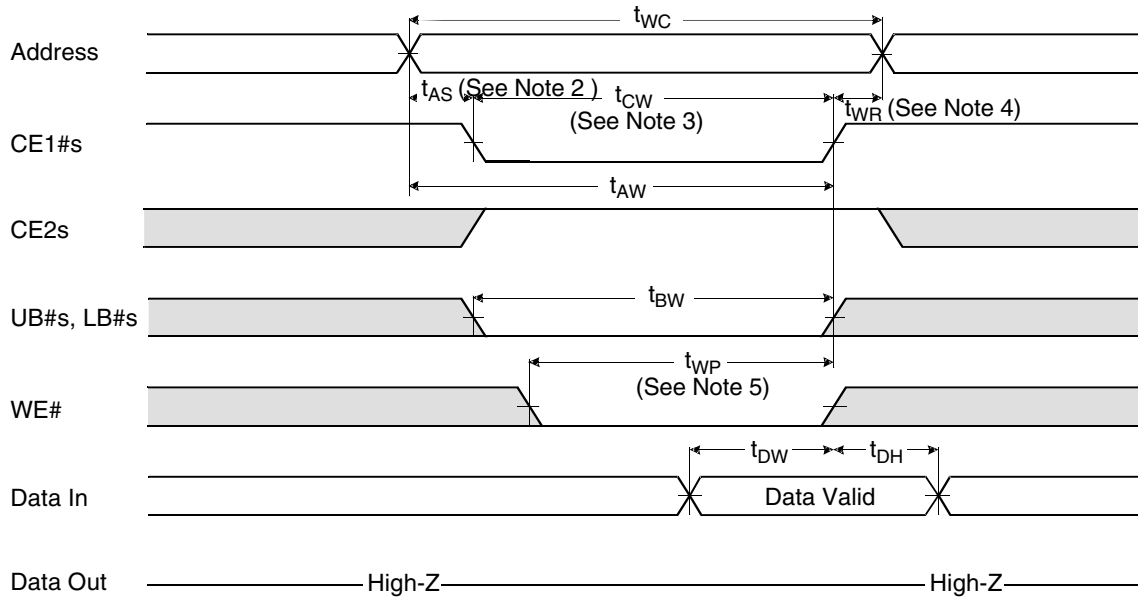 tWC
Address
tAS (See Note 2 )
tCW
(See Note 3)
tWR (See Note 4)
CE1#s
tAW
CE2s
tBW
UB#s, LB#s
tWP
(See Note 5)
WE#
tDW
tDH
Data In
Data Valid
Data Out
High-Z
High-Z